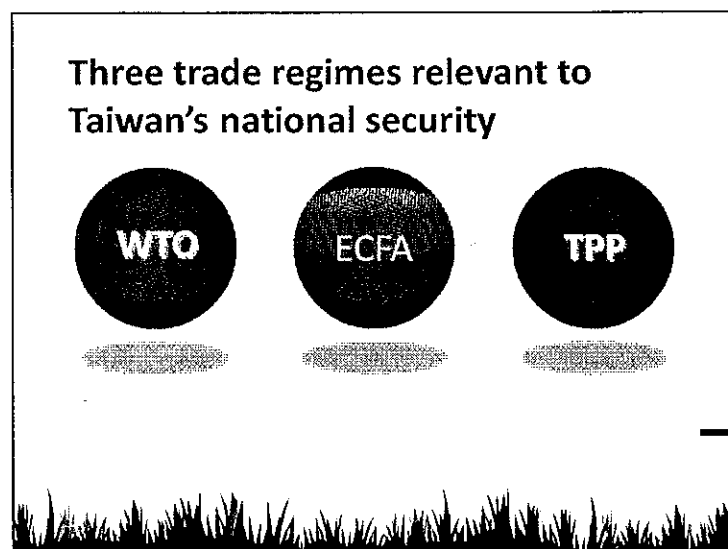 Three trade regimes relevant to
Taiwan's national security
WTO
ECFA
TPP